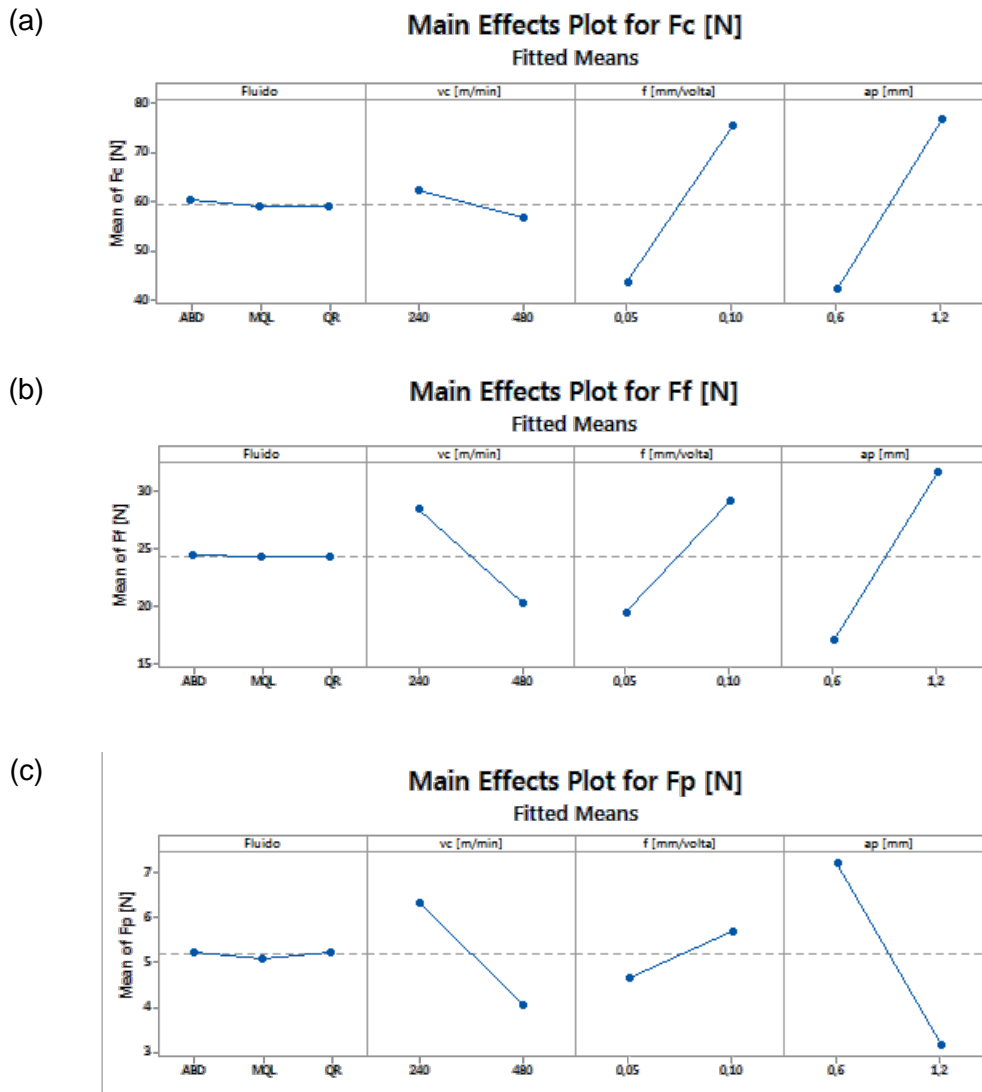 (a)
Main Effects Plot for Fc [N]
Fitted Means
Fluido vc [m/min] f [mm/volta] ap [mm]
Mean of Fc [N]
80
70
60
50
40
ABD MQL QR 240 480 0,05 0,10 0,6 1,2
(b)
Main Effects Plot for Ff [N]
Fitted Means
Fluido vc [m/min] f [mm/volta] ap [mm]
Mean of Ff [N]
30
25
20
15
ABD MQL QR 240 480 0,05 0,10 0,6 1,2
(c)
Main Effects Plot for Fp [N]
Fitted Means
Fluido vc [m/min] f [mm/volta] ap [mm]
Mean of Fp [N]
7
6
5
4
3
ABD MQL QR 240 480 0,05 0,10 0,6 1,2